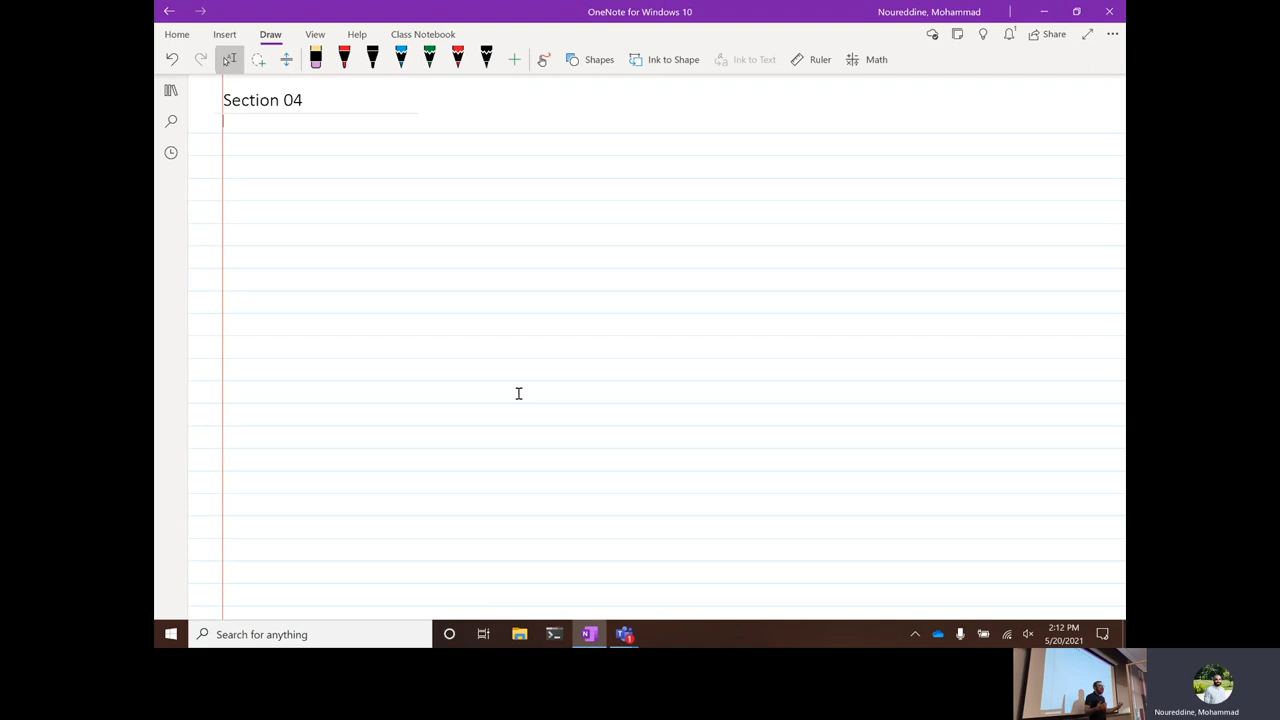 OneNote for Windows 10
Noureddine, Mohammad
Home Insert Draw View Help Class Notebook
Share
Shapes Ink to Shape Ink to Text Ruler Math
Section 04
Search for anything
2:12 PM
5/20/2021
Noureddine, Mohammad